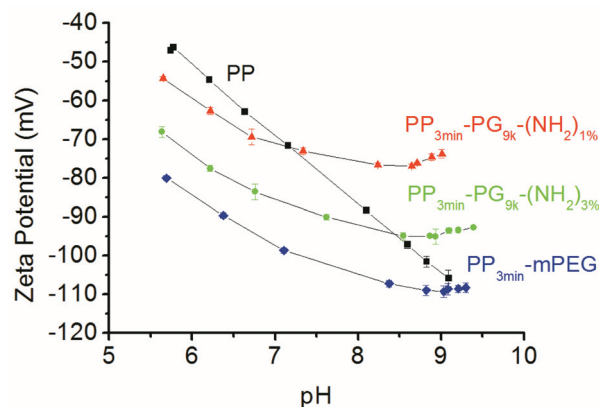 -40
-50
-60
-70
-80
-90
-100
-110
-120
Zeta Potential (mV)
PP
PP3min-PG9k-(NH2)1%
PP3min-PG9k-(NH2)3%
PP3min-mPEG
5 6 7 8 9 10
pH